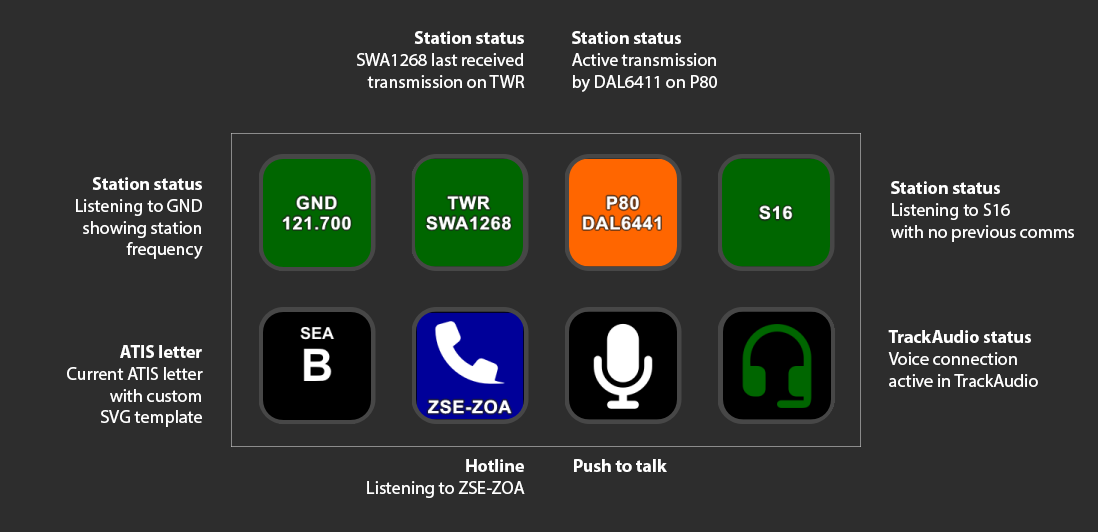 Station status
SWA1268 last received
transmission on TWR
Station status
Active transmission
by DAL6411 on P80
Station status
Listening to GND
showing station
frequency
GND
121.700
TWR
SWA1268
P80
DAL6441
S16
Station status
Listening to S16
with no previous comms
ATIS letter
Current ATIS letter
with custom
SVG template
SEA
B
ZSE-ZOA
TrackAudio status
Voice connection
active in TrackAudio
Hotline
Listening to ZSE-ZOA
Push to talk